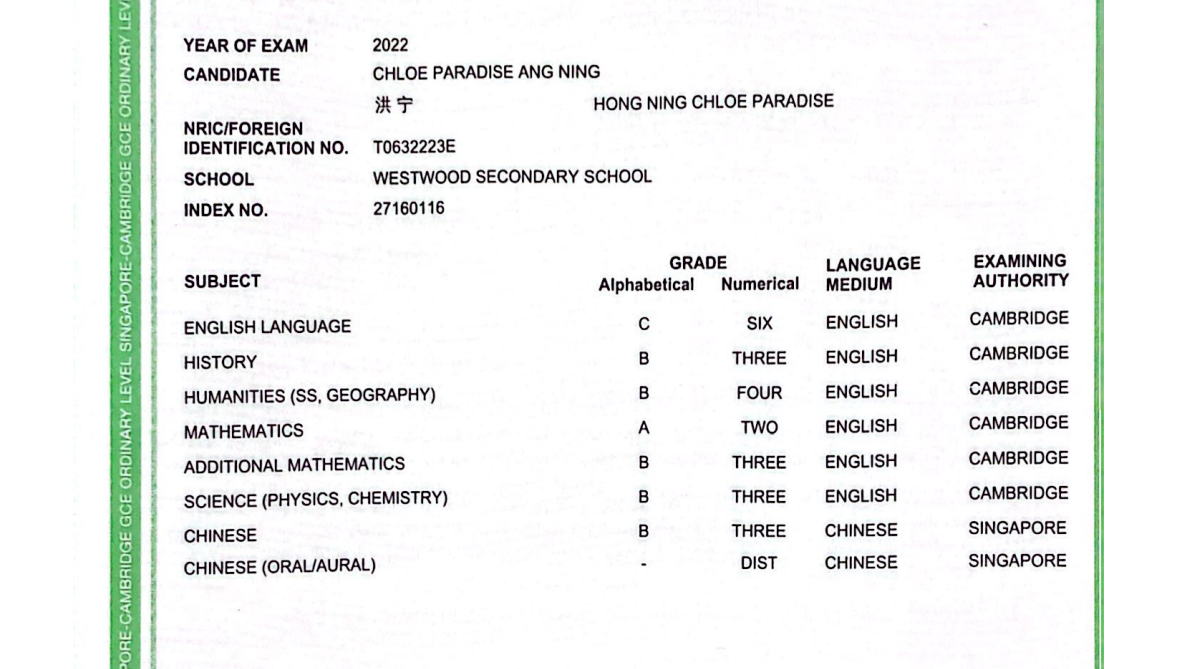 YEAR OF EXAM 2022
CANDIDATE CHLOE PARADISE ANG NING
洪 宁 HONG NING CHLOE PARADISE
NRIC/FOREIGN
IDENTIFICATION NO. T0632223E
SCHOOL WESTWOOD SECONDARY SCHOOL
INDEX NO. 27160116
SUBJECT GRADE LANGUAGE MEDIUM EXAMINING AUTHORITY
Alphabetical Numerical
ENGLISH LANGUAGE C SIX ENGLISH CAMBRIDGE
HISTORY B THREE ENGLISH CAMBRIDGE
HUMANITIES (SS, GEOGRAPHY) B FOUR ENGLISH CAMBRIDGE
MATHEMATICS A TWO ENGLISH CAMBRIDGE
ADDITIONAL MATHEMATICS B THREE ENGLISH CAMBRIDGE
SCIENCE (PHYSICS, CHEMISTRY) B THREE ENGLISH CAMBRIDGE
CHINESE B THREE CHINESE SINGAPORE
CHINESE (ORAL/AURAL) - DIST CHINESE SINGAPORE
PORE-CAMBRIDGE GCE ORDINARY LEVEL SINGAPORE-CAMBRIDGE GCE ORDINARY LEV